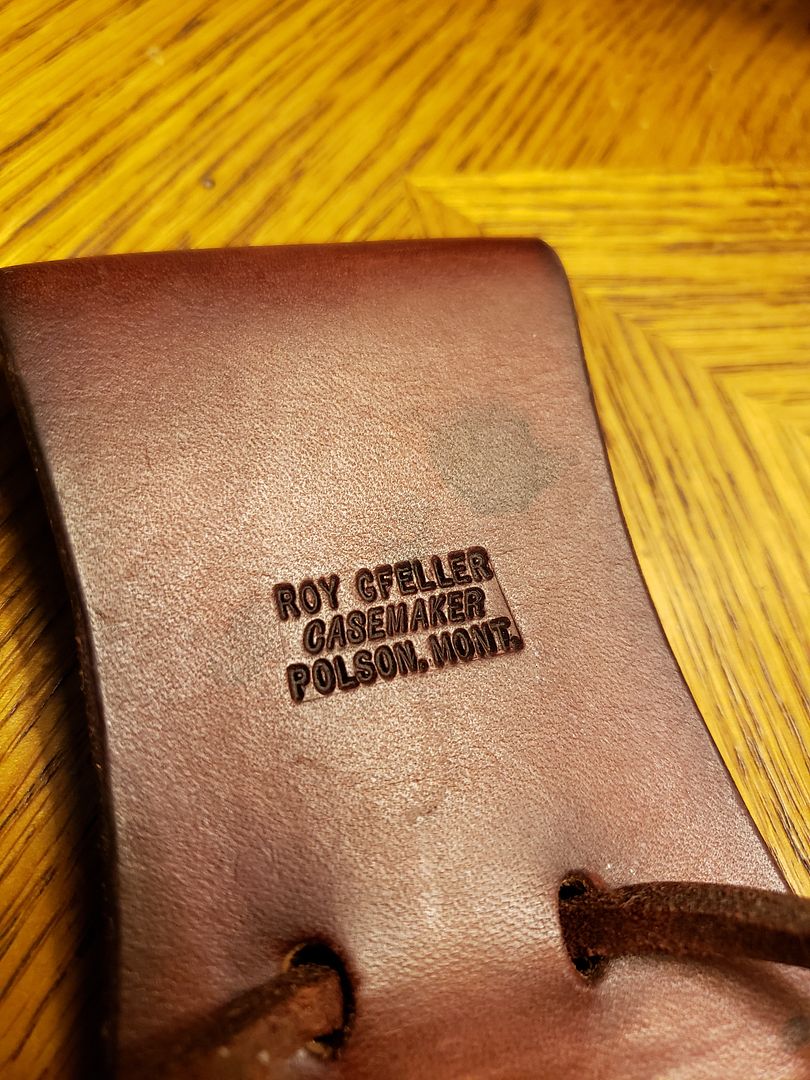 ROY GFELLER
CASEMAKER
POLSON, MONT.